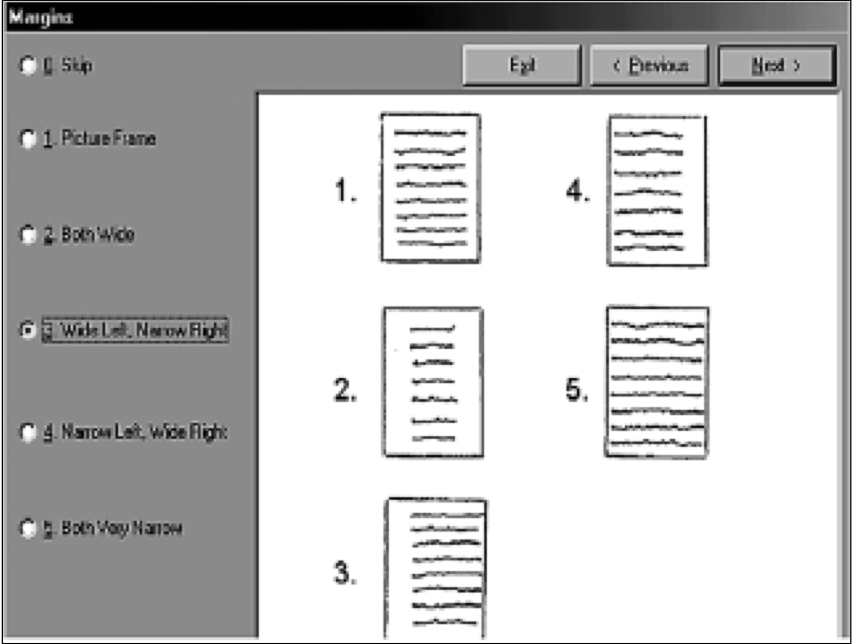 Margins
0. Skip
Exit
< Previous
Next >
1. Picture Frame
2. Both Wide
3. Wide Left, Narrow Right
4. Narrow Left, Wide Right
5. Both Very Narrow
1.
4.
2.
5.
3.